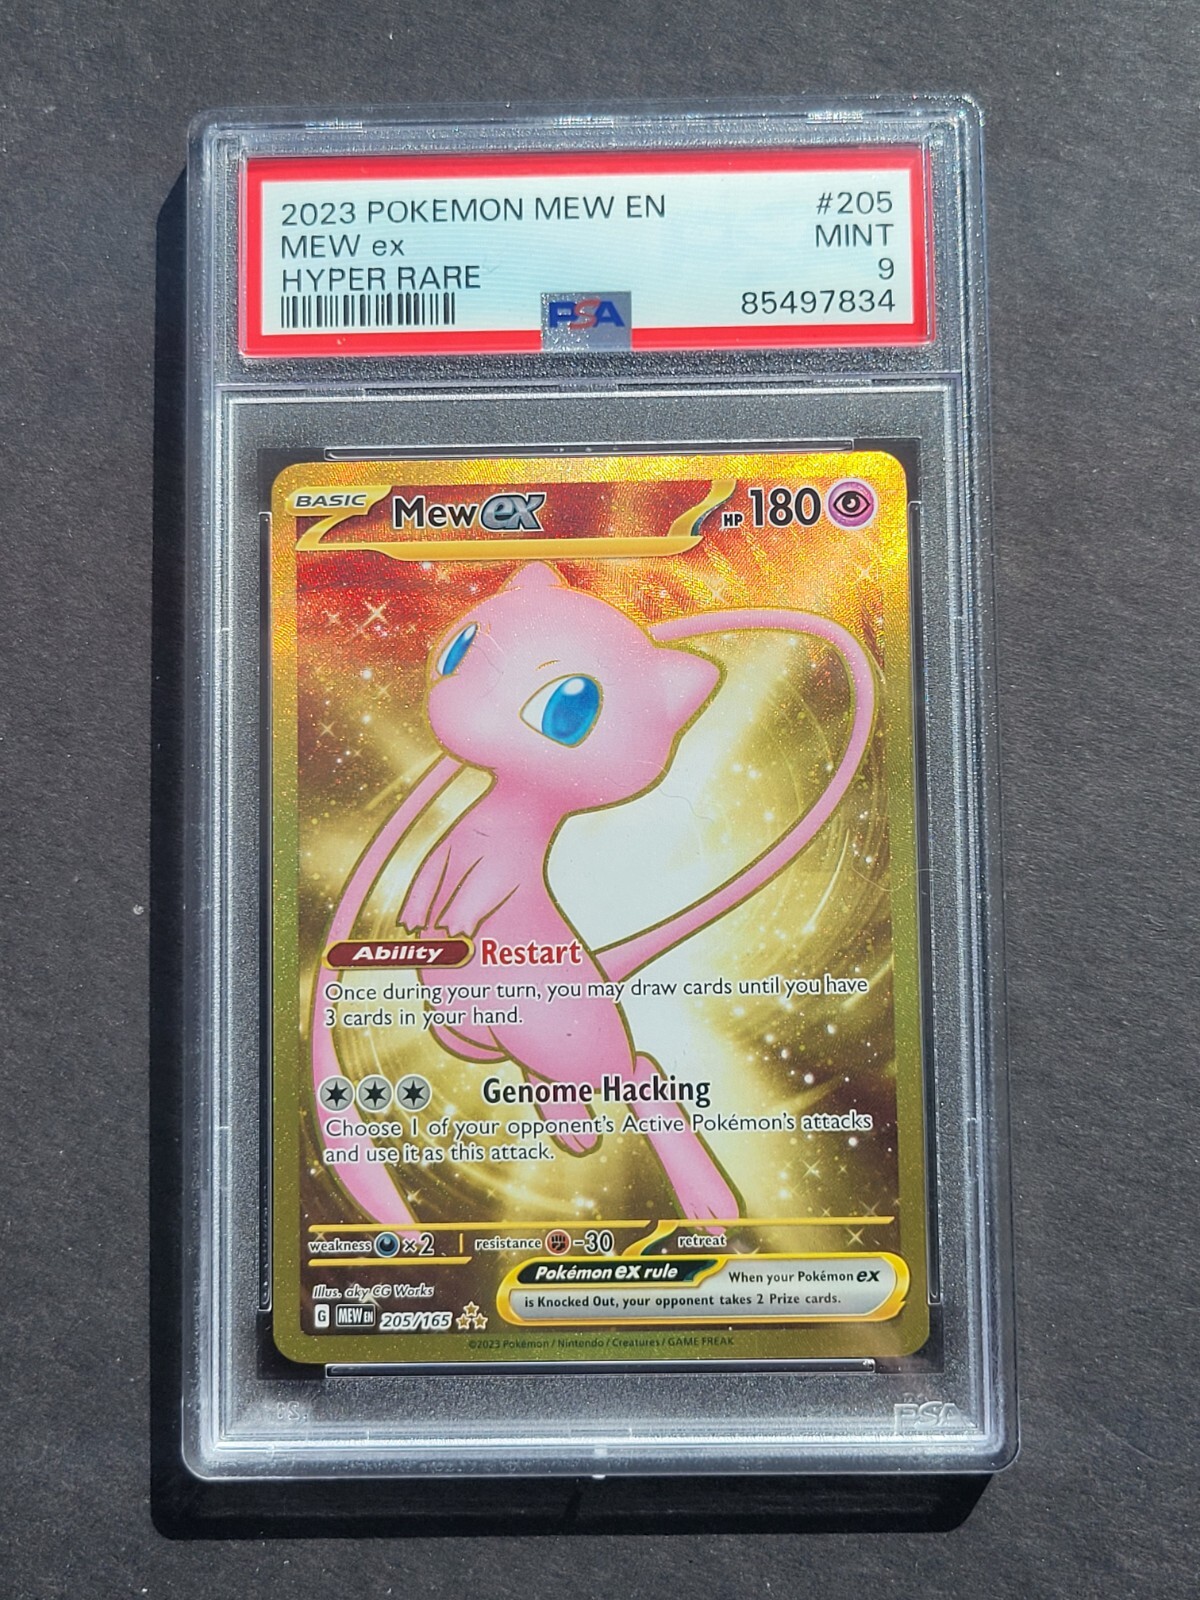 2023 POKEMON MEW EN #205
MEW ex MINT
HYPER RARE 9
PSA 85497834
BASIC Mew ex HP 180
Ability Restart
Once during your turn, you may draw cards until you have
3 cards in your hand.
Genome Hacking
Choose 1 of your opponent's Active Pokémon's attacks
and use it as this attack.
weakness ×2 resistance -30 retreat
Pokémon ex rule When your Pokémon ex
is Knocked Out, your opponent takes 2 Prize cards.
Illus. aky CG Works
G MEW EN 205/165
©2023 Pokémon / Nintendo / Creatures / GAME FREAK
PSA